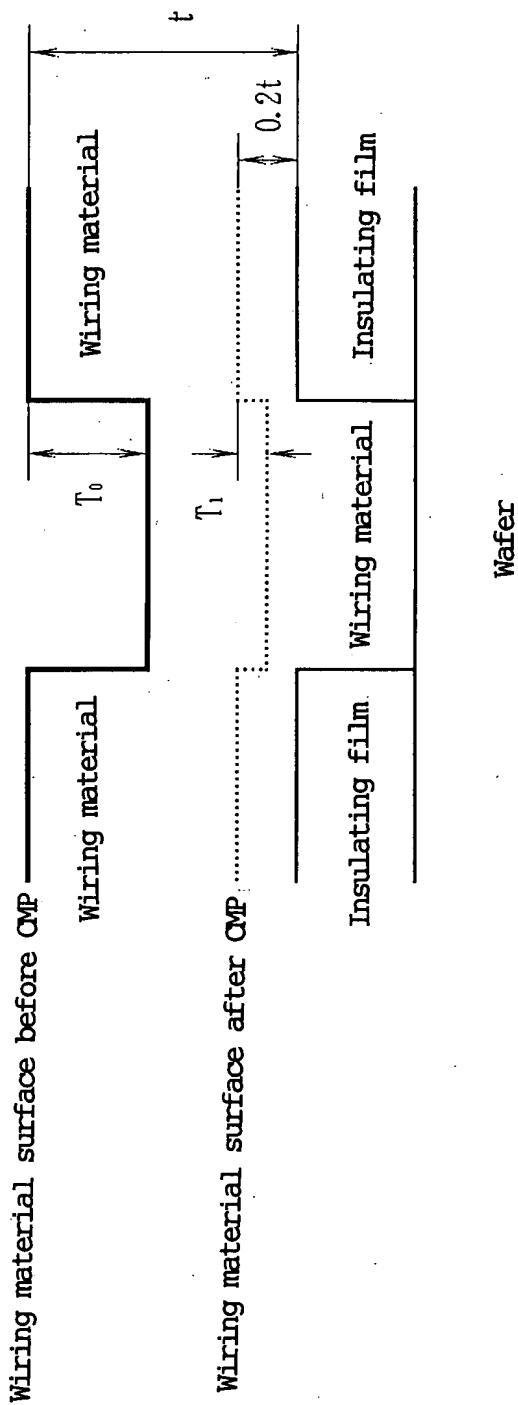 Wiring material surface before CMP
t
T₀
Wiring material
Wiring material
0.2t
T₁
Wiring material surface after CMP
Insulating film
Wiring material
Insulating film
Wafer